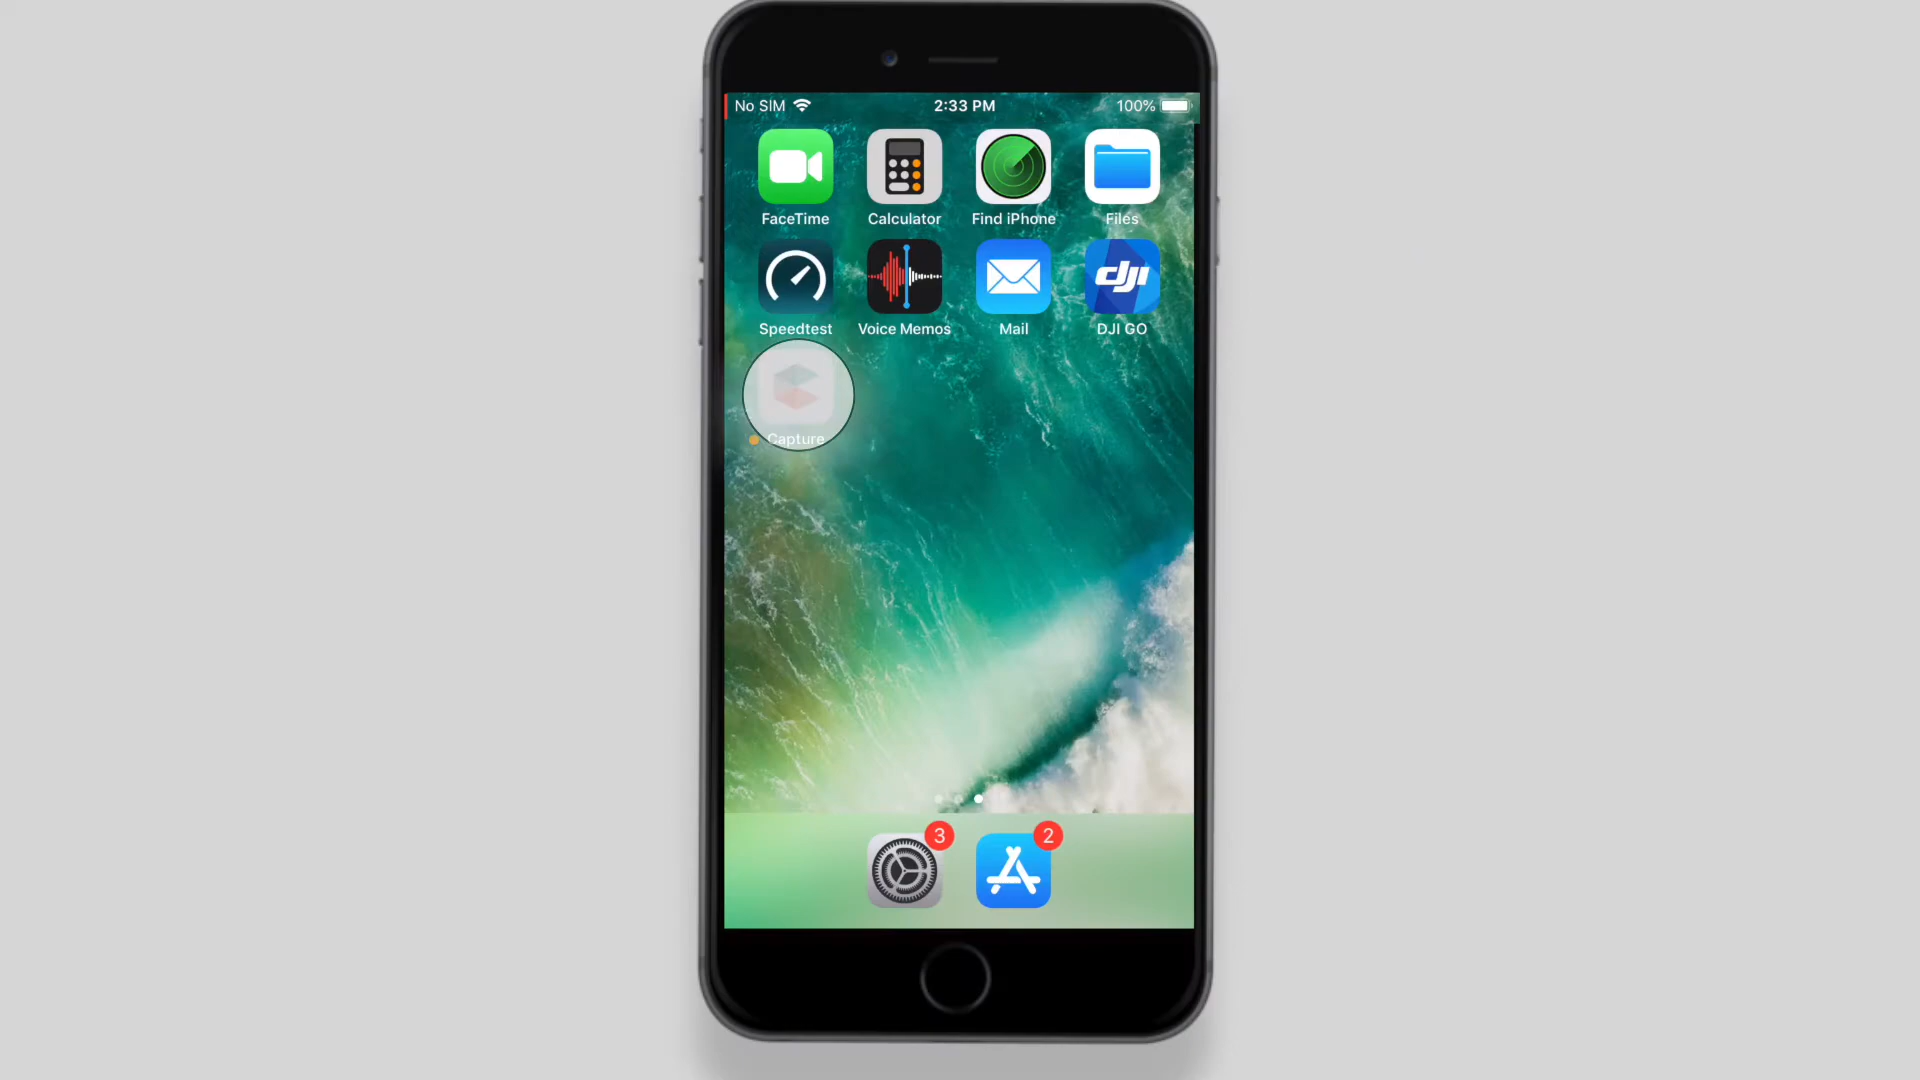 No SIM 2:33 PM 100%
FaceTime Calculator Find iPhone Files
dji
Speedtest Voice Memos Mail DJI GO
Capture
3 2